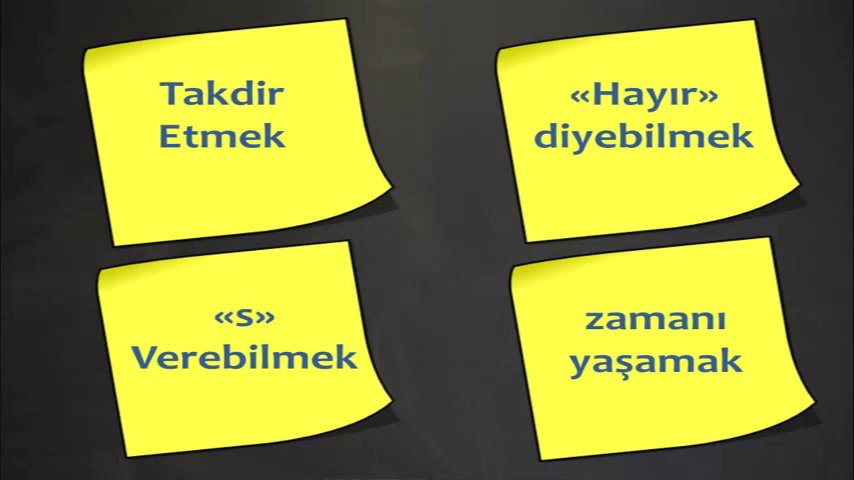 Takdir
Etmek
«Hayır»
diyebilmek
«s»
Verebilmek
zamanı
yaşamak